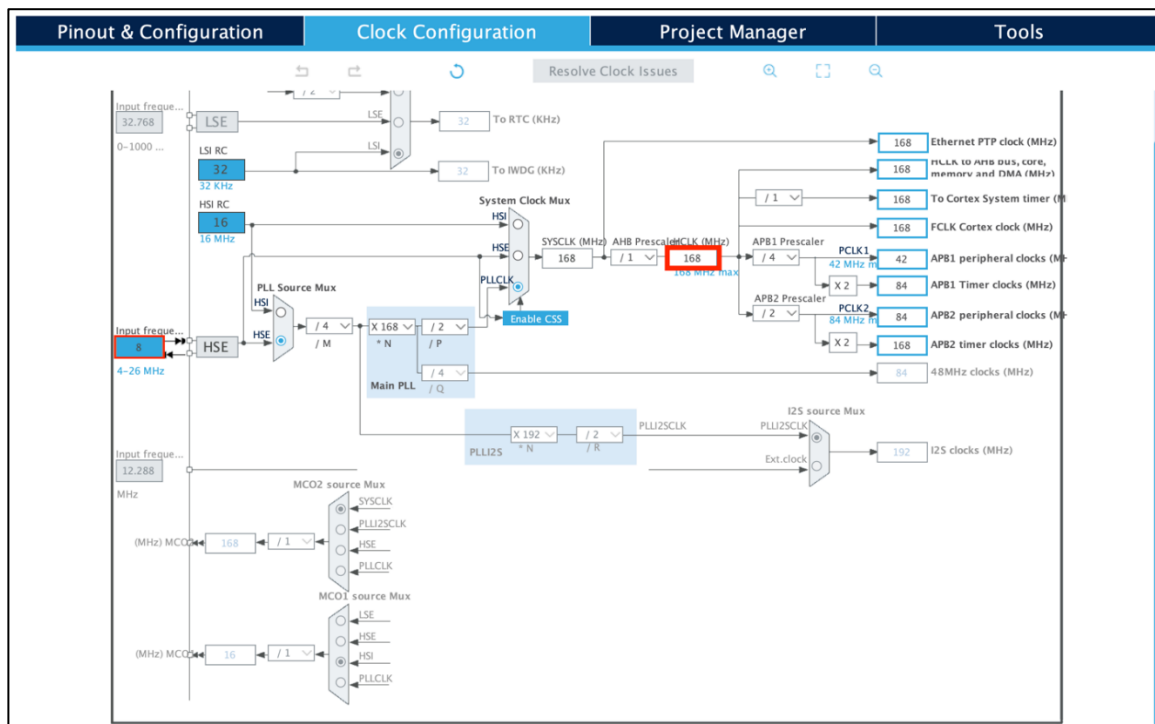 Pinout & Configuration
Clock Configuration
Project Manager
Tools
Resolve Clock Issues
Input freque...
32.768
0-1000 ...
LSE
/ 2
LSE
32
To RTC (KHz)
LSI RC
32
32 KHz
LSI
32
To IWDG (KHz)
HSI RC
16
16 MHz
System Clock Mux
HSI
HSE
PLLCLK
Enable CSS
SYSCLK (MHz)
168
AHB Prescaler
/ 1
HCLK (MHz)
168
168 MHz max
168
Ethernet PTP clock (MHz)
168
HCLK to AHB bus, core,
memory and DMA (MHz)
/ 1
168
To Cortex System timer (M
168
FCLK Cortex clock (MHz)
APB1 Prescaler
/ 4
PCLK1
42 MHz m
42
APB1 peripheral clocks (M
X 2
84
APB1 Timer clocks (MHz)
APB2 Prescaler
/ 2
PCLK2
84 MHz m
84
APB2 peripheral clocks (M
X 2
168
APB2 timer clocks (MHz)
84
48MHz clocks (MHz)
PLL Source Mux
HSI
HSE
/ 4
/ M
X 168
* N
/ 2
/ P
/ 4
/ Q
Main PLL
Input freque...
8
4-26 MHz
HSE
PLLI2S
X 192
* N
/ 2
/ R
PLLI2SCLK
I2S source Mux
PLLI2SCLK
Ext.clock
192
I2S clocks (MHz)
Input freque...
12.288
MHz
MCO2 source Mux
SYSCLK
PLLI2SCLK
HSE
PLLCLK
(MHz) MCO
168
/ 1
MCO1 source Mux
LSE
HSE
HSI
PLLCLK
(MHz) MCO
16
/ 1